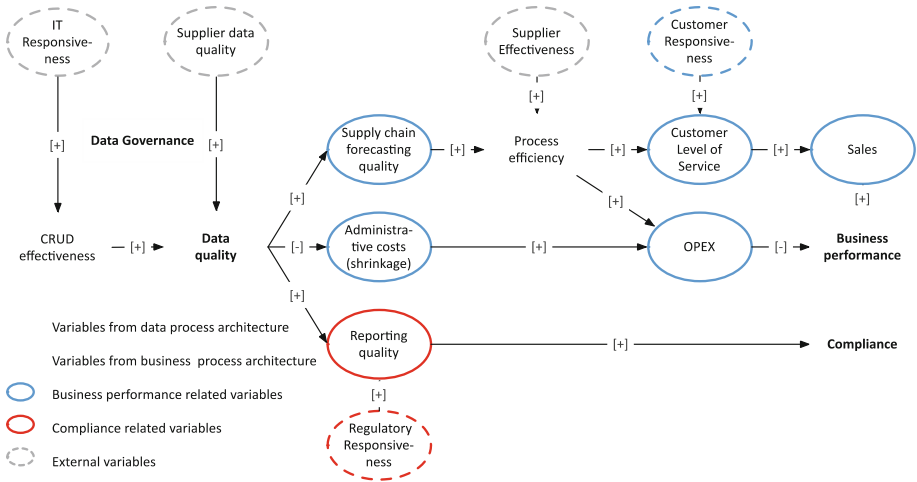 IT
Responsive-
ness
Supplier data
quality
Supplier
Effectiveness
Customer
Responsive-
ness
[+]
[+]
[+]
Data Governance
[+]
[+]
Supply chain
forecasting
quality
[+]
Process
efficiency
[+]
Customer
Level of
Service
[+]
Sales
[+]
[+]
[+]
CRUD
effectiveness
[+]
Data
quality
[-]
Administra-
tive costs
(shrinkage)
[+]
OPEX
[-]
Business
performance
[+]
Variables from data process architecture
Reporting
quality
[+]
Compliance
Variables from business process architecture
Business performance related variables
[+]
Compliance related variables
Regulatory
Responsive-
ness
External variables